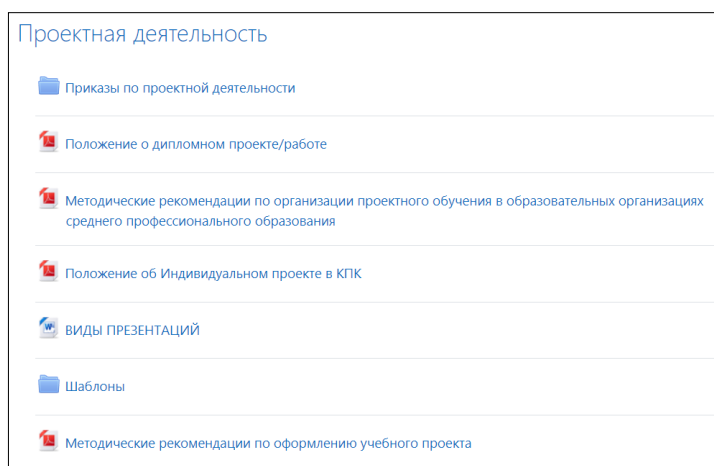 Проектная деятельность
Приказы по проектной деятельности
Положение о дипломном проекте/работе
Методические рекомендации по организации проектного обучения в образовательных организациях
среднего профессионального образования
Положение об Индивидуальном проекте в КПК
ВИДЫ ПРЕЗЕНТАЦИЙ
Шаблоны
Методические рекомендации по оформлению учебного проекта